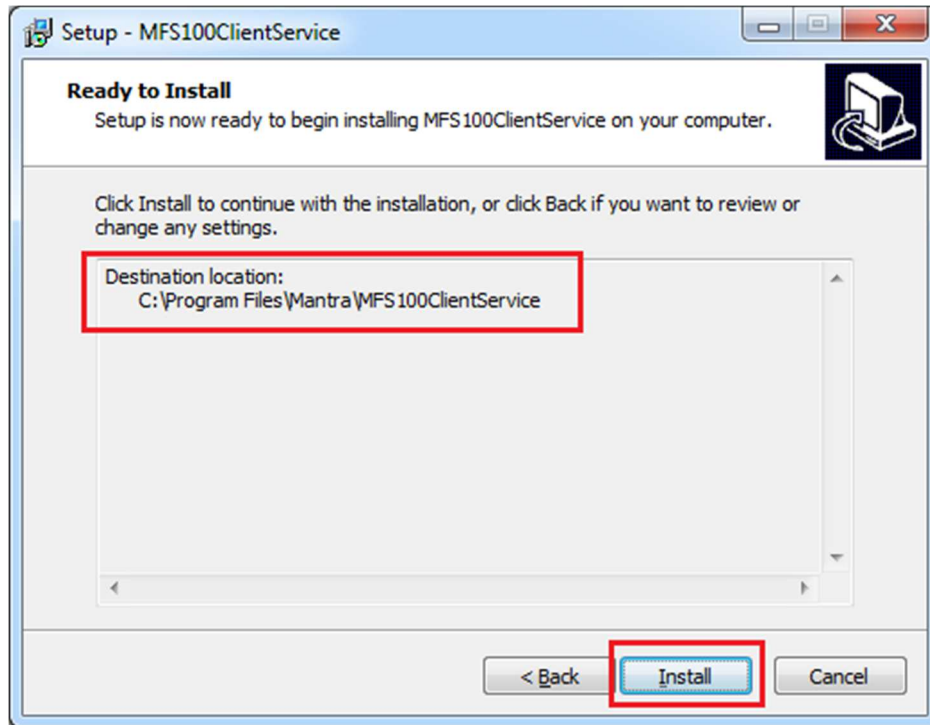 Setup - MFS100ClientService
Ready to Install
Setup is now ready to begin installing MFS100ClientService on your computer.
Click Install to continue with the installation, or click Back if you want to review or
change any settings.
Destination location:
C:\Program Files\Mantra\MFS100ClientService
< Back
Install
Cancel